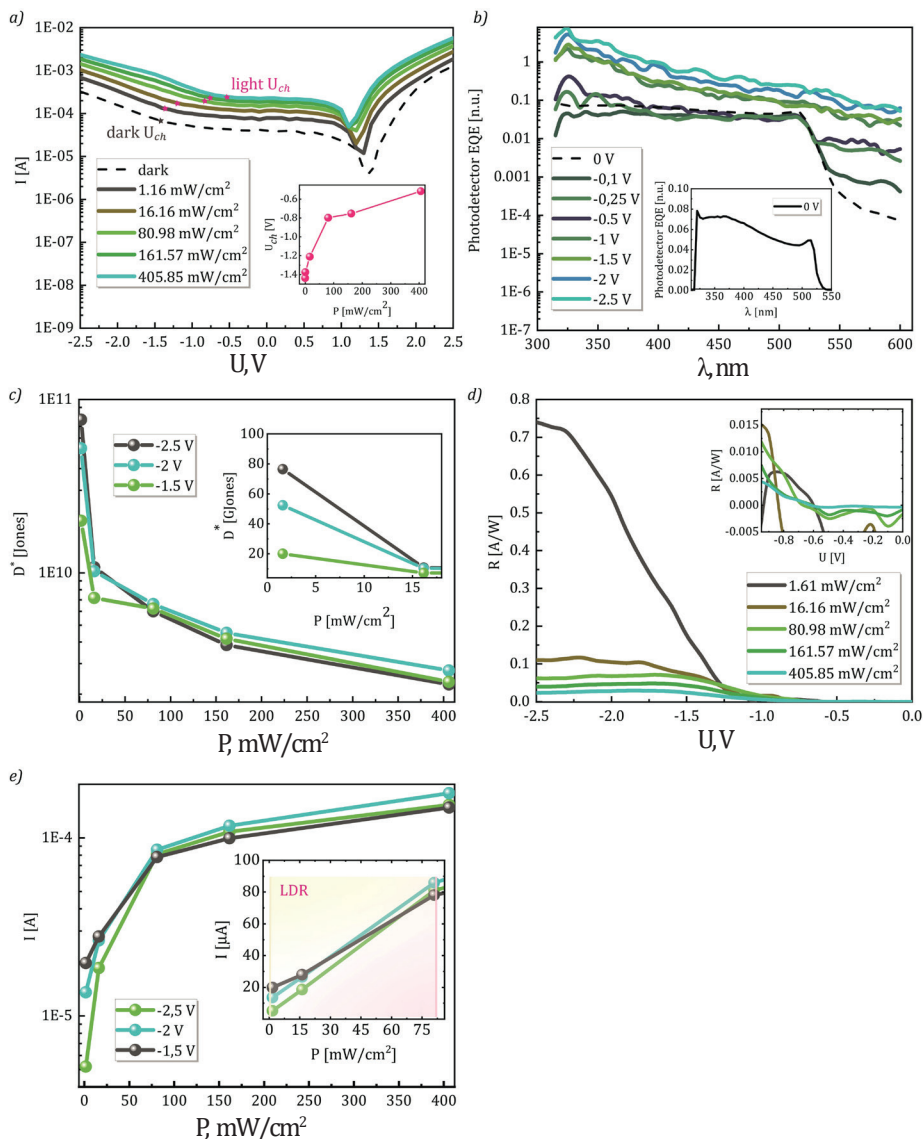 a)
1E-02
1E-03
1E-04
1E-05
1E-06
1E-07
1E-08
1E-09
I [A]
light U_ch
dark U_ch
dark
1.16 mW/cm²
16.16 mW/cm²
80.98 mW/cm²
161.57 mW/cm²
405.85 mW/cm²
-0.6
-0.8
-1.0
-1.2
-1.4
U_ch [V]
0 100 200 300 400
P [mW/cm²]
-2.5 -2.0 -1.5 -1.0 -0.5 0.0 0.5 1.0 1.5 2.0 2.5
U, V
b)
1
0.1
0.01
0.001
1E-4
1E-5
1E-6
1E-7
Photodetector EQE [n.u.]
0 V
-0,1 V
-0,25 V
-0.5 V
-1 V
-1.5 V
-2 V
-2.5 V
0.10
0.08
0.06
0.04
0.02
0.00
Photodetector EQE [n.u.]
0 V
350 400 450 500 550
λ [nm]
300 350 400 450 500 550 600
λ, nm
c)
1E11
1E10
D* [Jones]
-2.5 V
-2 V
-1.5 V
100
80
60
40
20
D* [GJones]
0 5 10 15
P [mW/cm²]
0 50 100 150 200 250 300 350 400
P, mW/cm²
d)
0.8
0.7
0.6
0.5
0.4
0.3
0.2
0.1
0.0
R [A/W]
0.015
0.010
0.005
0.000
-0.005
R [A/W]
-0.8 -0.6 -0.4 -0.2 0.0
U [V]
1.61 mW/cm²
16.16 mW/cm²
80.98 mW/cm²
161.57 mW/cm²
405.85 mW/cm²
-2.5 -2.0 -1.5 -1.0 -0.5 0.0
U, V
e)
1E-4
1E-5
I [A]
-2,5 V
-2 V
-1,5 V
LDR
100
80
60
40
20
0
I [µA]
0 15 30 45 60 75
P [mW/cm²]
0 50 100 150 200 250 300 350 400
P, mW/cm²